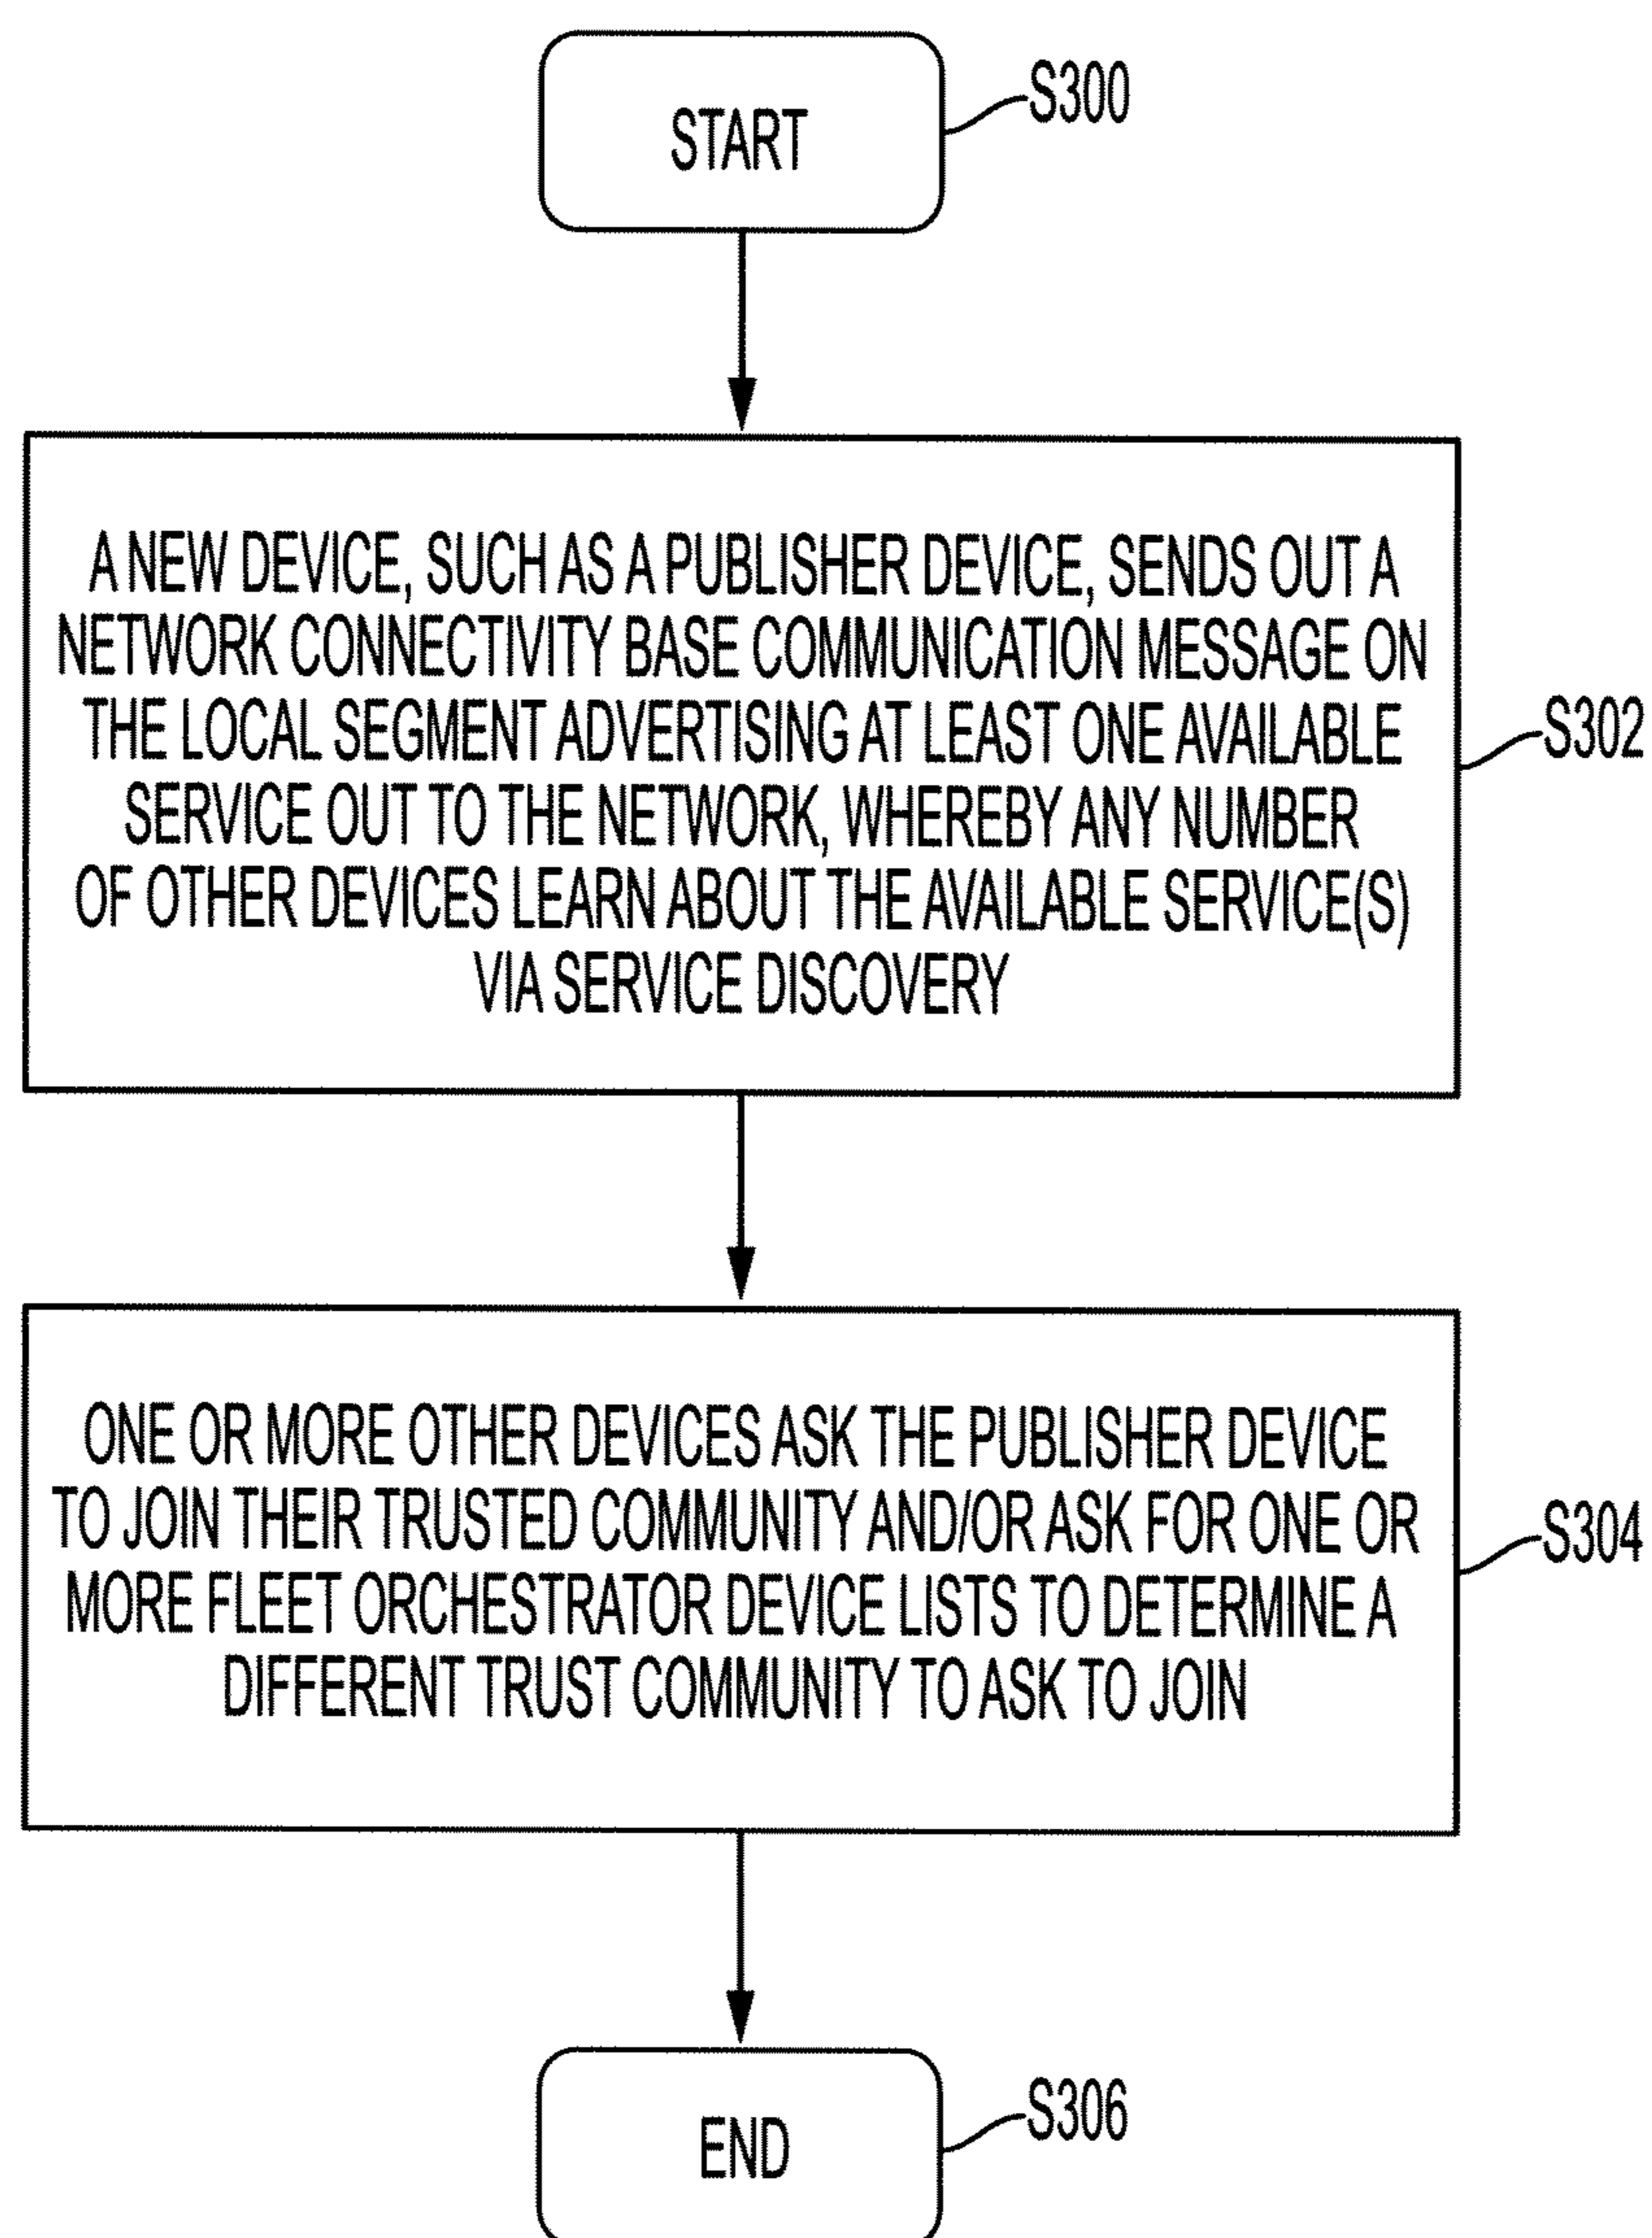 START
S300
A NEW DEVICE, SUCH AS A PUBLISHER DEVICE, SENDS OUT A
NETWORK CONNECTIVITY BASE COMMUNICATION MESSAGE ON
THE LOCAL SEGMENT ADVERTISING AT LEAST ONE AVAILABLE
SERVICE OUT TO THE NETWORK, WHEREBY ANY NUMBER
OF OTHER DEVICES LEARN ABOUT THE AVAILABLE SERVICE(S)
VIA SERVICE DISCOVERY
S302
ONE OR MORE OTHER DEVICES ASK THE PUBLISHER DEVICE
TO JOIN THEIR TRUSTED COMMUNITY AND/OR ASK FOR ONE OR
MORE FLEET ORCHESTRATOR DEVICE LISTS TO DETERMINE A
DIFFERENT TRUST COMMUNITY TO ASK TO JOIN
S304
END
S306